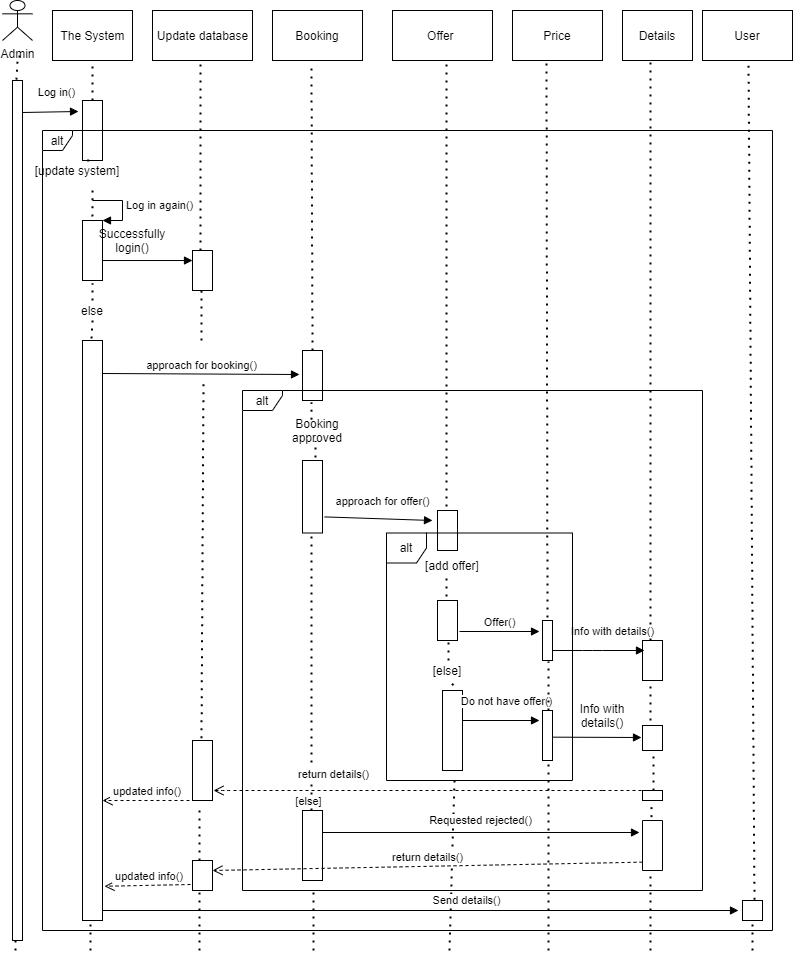 Admin
The System
Update database
Booking
Offer
Price
Details
User
Log in()
alt
[update system]
Log in again()
Successfully
login()
else
approach for booking()
alt
Booking
approved
approach for offer()
alt
[add offer]
Offer()
Info with details()
[else]
Do not have offer()
Info with
details()
return details()
updated info()
[else]
Requested rejected()
return details()
updated info()
Send details()